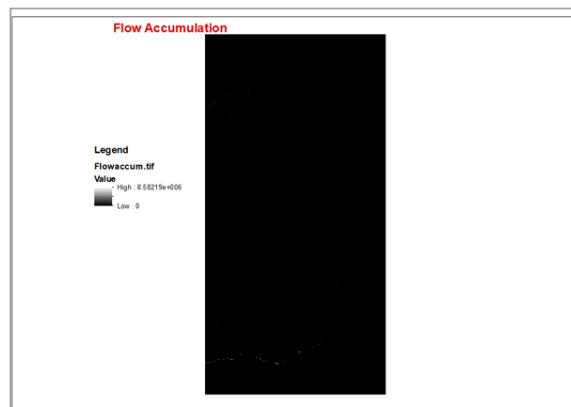 Flow Accumulation
Legend
Flowaccum.tif
Value
High : 8.58219e+006
Low : 0